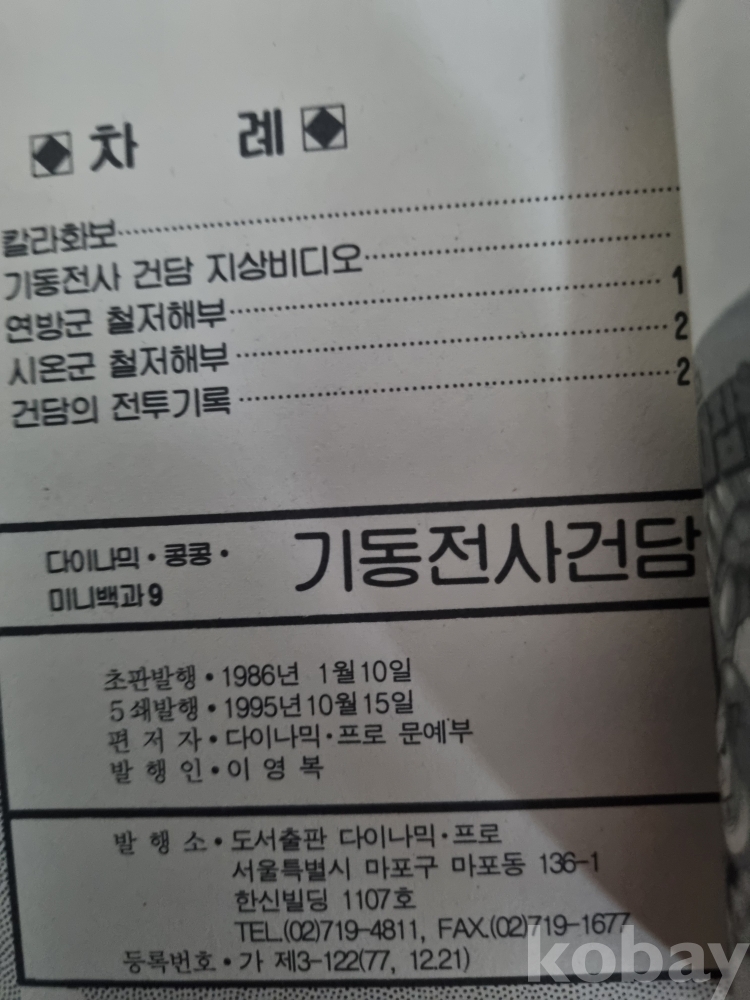 차 례
칼라화보
기동전사 건담 지상비디오
연방군 철저해부 1
시온군 철저해부 2
건담의 전투기록 2
다이나믹·콩콩·
미니백과9
기동전사건담
초판발행·1986년 1월10일
5쇄발행·1995년10월15일
편 저 자·다이나믹·프로 문예부
발 행 인·이 영 복
발 행 소·도서출판 다이나믹·프로
서울특별시 마포구 마포동 136-1
한신빌딩 1107호
TEL.(02)719-4811, FAX.(02)719-1677
등록번호·가 제3-122(77, 12.21)
kobay